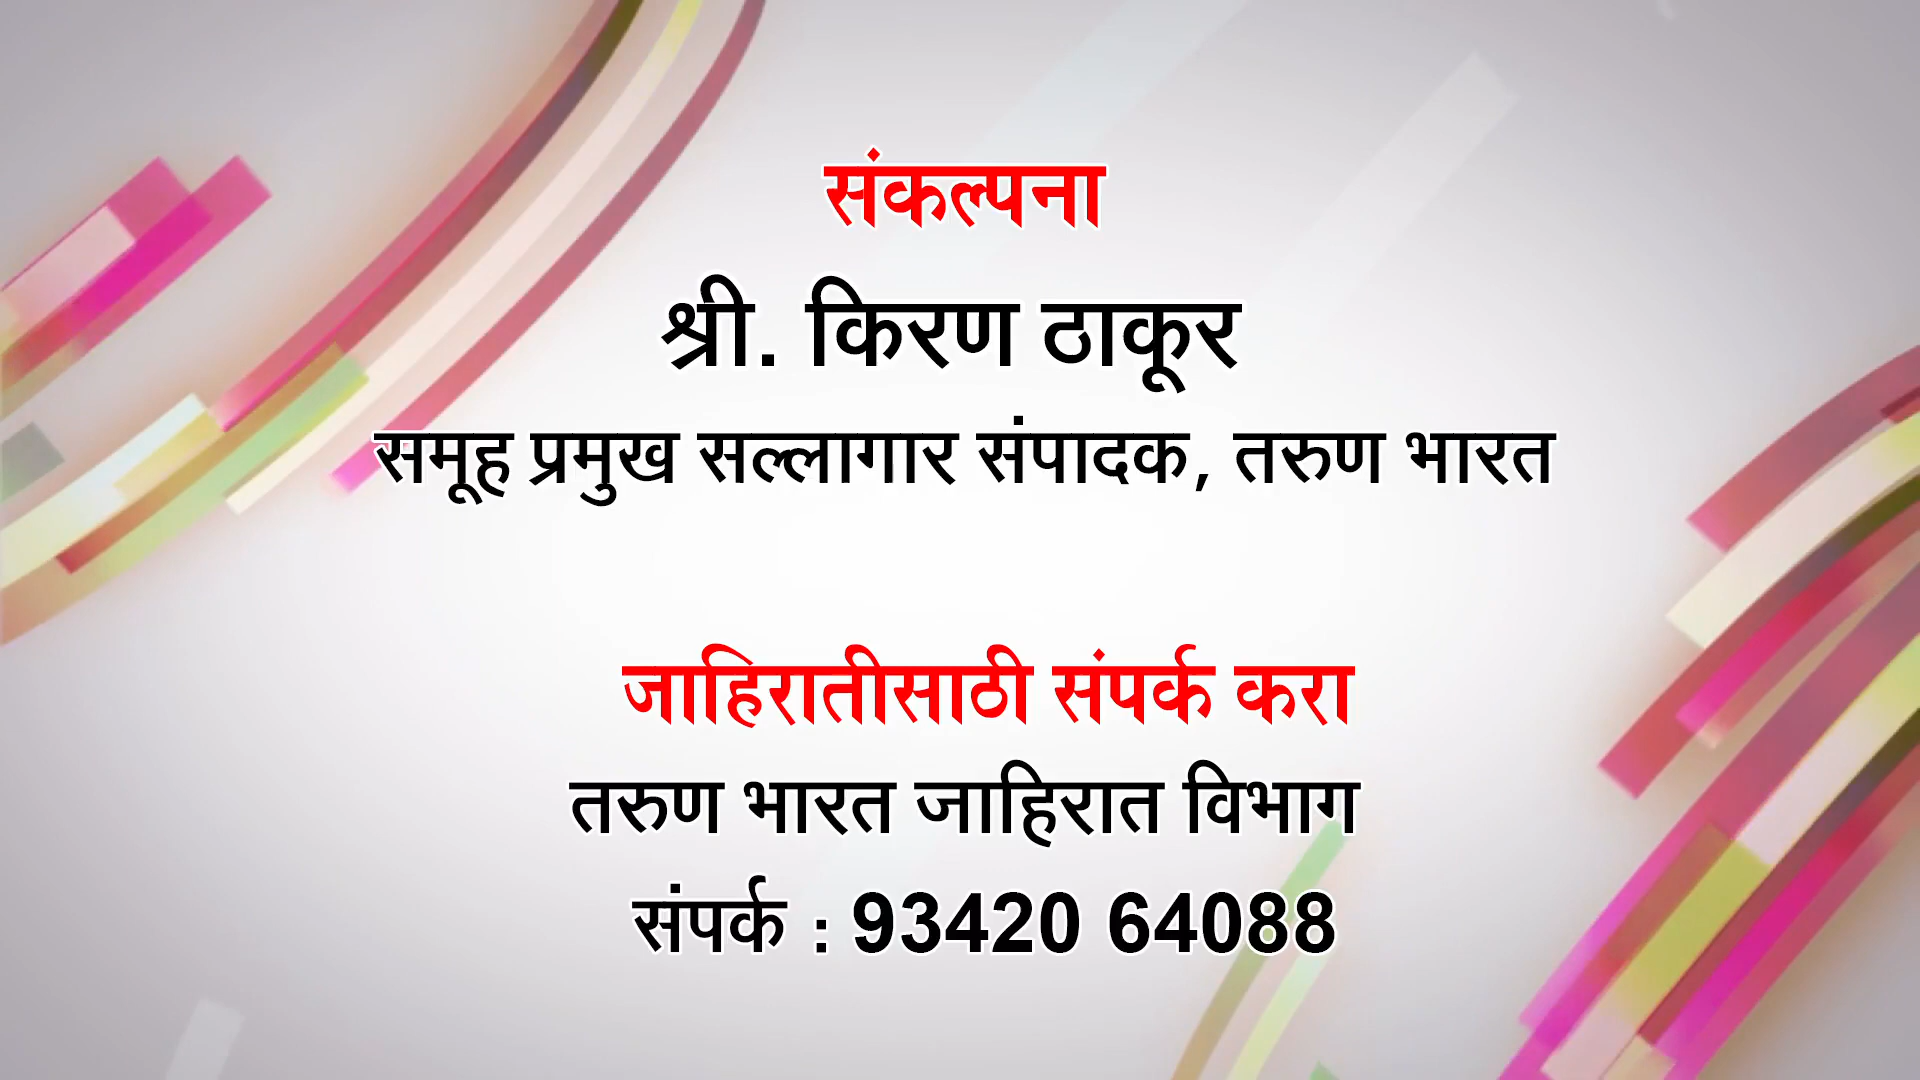 संकल्पना
श्री. किरण ठाकूर
समूह प्रमुख सल्लागार संपादक, तरुण भारत
जाहिरातीसाठी संपर्क करा
तरुण भारत जाहिरात विभाग
संपर्क : 93420 64088